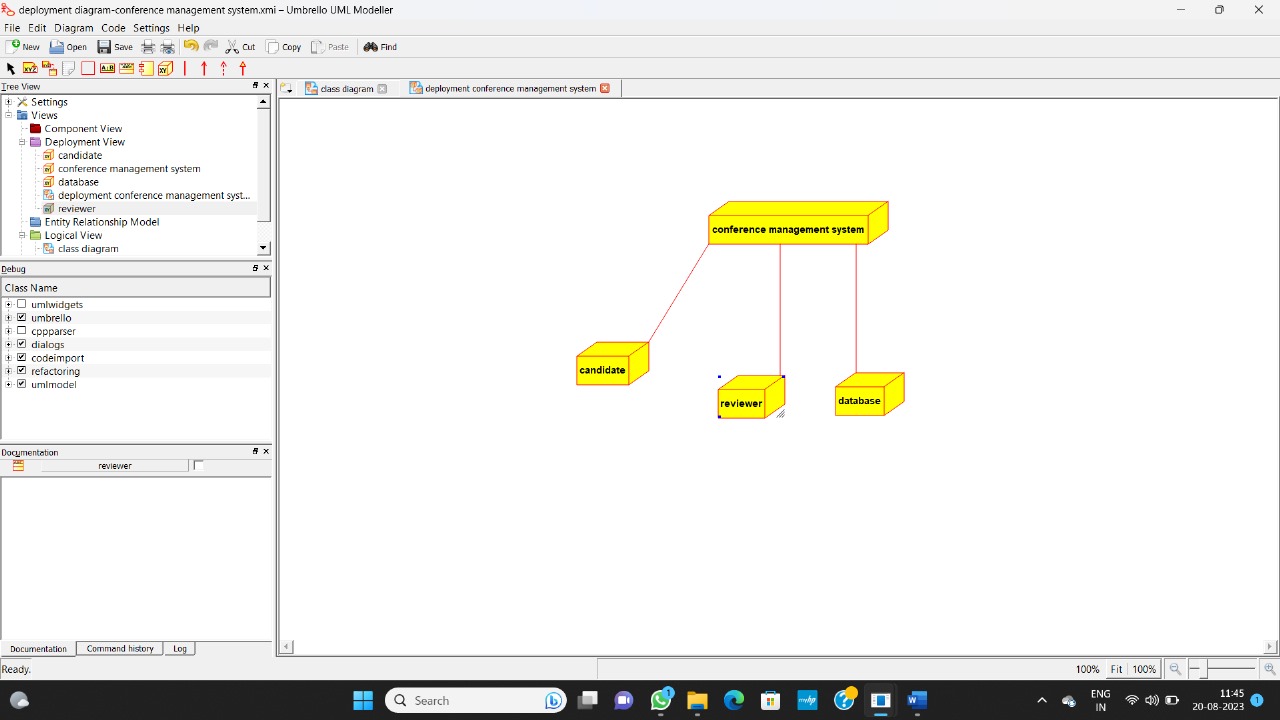 deployment diagram-conference management system.xmi – Umbrello UML Modeller
File Edit Diagram Code Settings Help
New Open Save Cut Copy Paste Find
Tree View
class diagram
deployment conference management system
Settings
Views
Component View
Deployment View
candidate
conference management system
database
deployment conference management syst...
reviewer
Entity Relationship Model
Logical View
class diagram
Debug
Class Name
umlwidgets
umbrello
cppparser
dialogs
codeimport
refactoring
umlmodel
Documentation
reviewer
Documentation Command history Log
conference management system
candidate
reviewer
database
Ready.
100% Fit 100%
Search
ENG
IN
11:45
20-08-2023
1
1